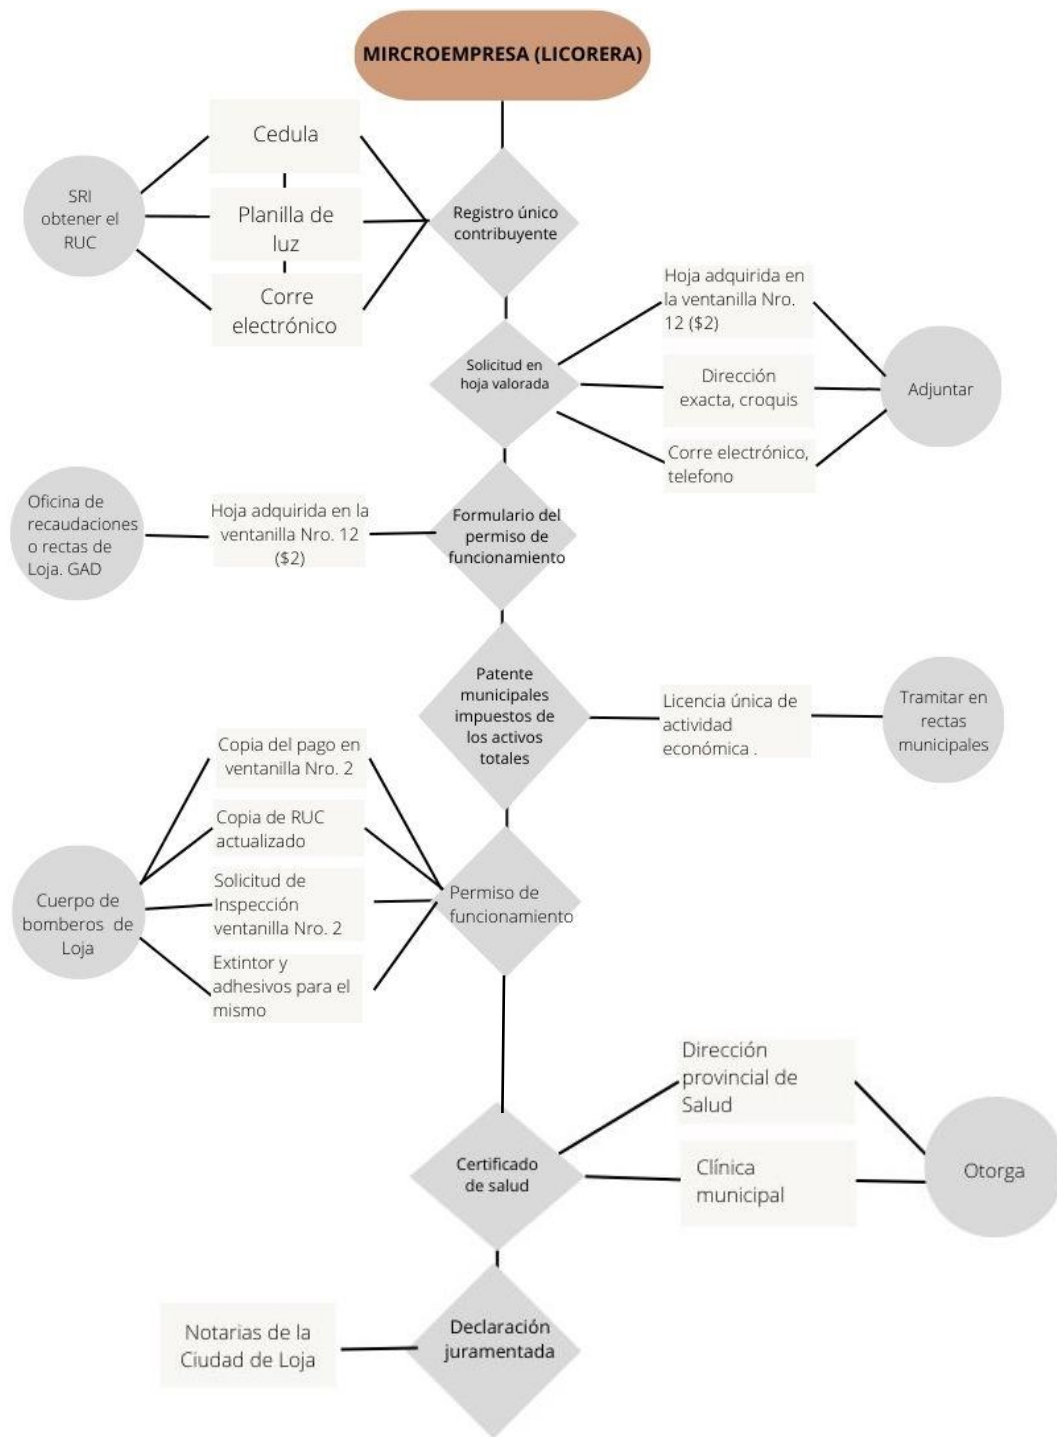 MIRCROEMPRESA (LICORERA)
Cedula
SRI
obtener el
RUC
Planilla de
luz
Registro único
contribuyente
Corre
electrónico
Hoja adquirida en
la ventanilla Nro.
12 ($2)
Solicitud en
hoja valorada
Dirección
exacta, croquis
Adjuntar
Corre electrónico,
telefono
Oficina de
recaudaciones
o rectas de
Loja. GAD
Hoja adquirida en la
ventanilla Nro. 12
($2)
Formulario del
permiso de
funcionamiento
Patente
municipales
impuestos de
los activos
totales
Licencia única de
actividad
económica .
Tramitar en
rectas
municipales
Copia del pago en
ventanilla Nro. 2
Copia de RUC
actualizado
Cuerpo de
bomberos de
Loja
Solicitud de
Inspección
ventanilla Nro. 2
Permiso de
funcionamiento
Extintor y
adhesivos para el
mismo
Dirección
provincial de
Salud
Certificado
de salud
Clínica
municipal
Otorga
Notarias de la
Ciudad de Loja
Declaración
juramentada